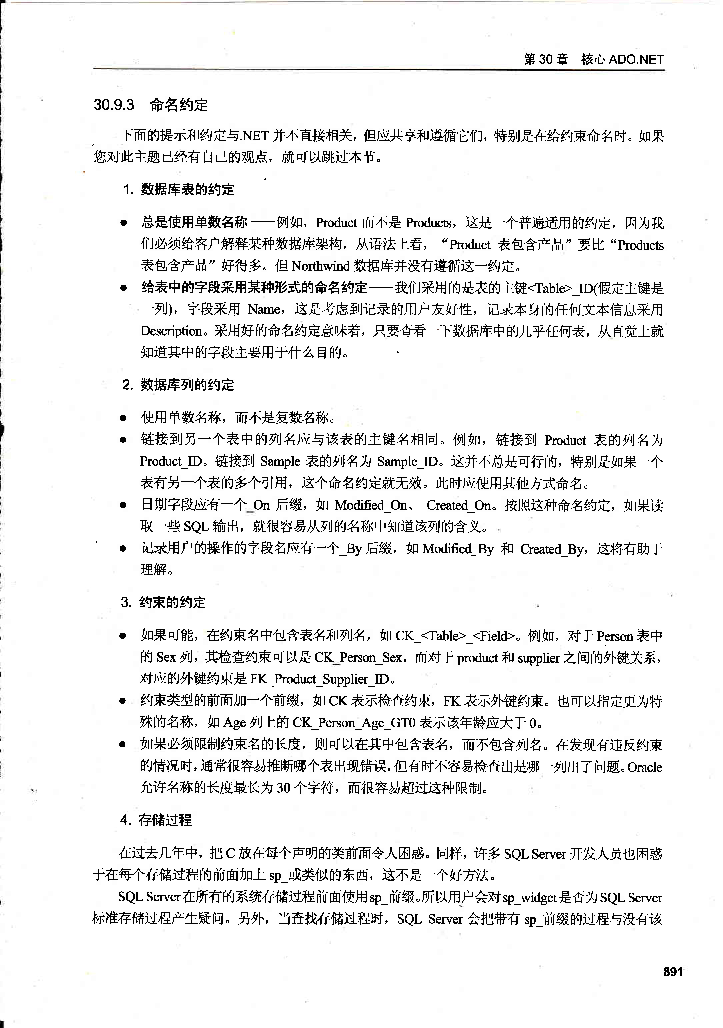 第 30 章 核心 ADO.NET
30.9.3 命名约定
下面的提示和约定与.NET 并不直接相关，但应共享和遵循它们，特别是在给约束命名时。如果
您对此主题已经有自己的观点，就可以跳过本节。
1. 数据库表的约定
● 总是使用单数名称——例如，Product 而不是 Products，这是一个普遍适用的约定，因为我
们必须给客户解释某种数据库架构，从语法上看，“Product 表包含产品”要比“Products
表包含产品”好得多。但 Northwind 数据库并没有遵循这一约定。
● 给表中的字段采用某种形式的命名约定——我们采用的是表的主键<Table>_ID(假定主键是
一列)，字段采用 Name，这是考虑到记录的用户友好性，记录本身的任何文本信息采用
Description。采用好的命名约定意味着，只要查看一下数据库中的几乎任何表，从直觉上就
知道其中的字段主要用于什么目的。
2. 数据库列的约定
● 使用单数名称，而不是复数名称。
● 链接到另一个表中的列名应与该表的主键名相同。例如，链接到 Product 表的列名为
Product_ID。链接到 Sample 表的列名为 Sample_ID。这并不总是可行的，特别是如果一个
表有另一个表的多个引用，这个命名约定就无效。此时应使用其他方式命名。
● 日期字段应有一个_On 后缀，如 Modified_On、 Created_On。按照这种命名约定，如果读
取一些 SQL 输出，就很容易从列的名称中知道该列的含义。
● 记录用户的操作的字段名应有一个_By 后缀，如 Modified_By 和 Created_By，这将有助于
理解。
3. 约束的约定
● 如果可能，在约束名中包含表名和列名，如 CK_<Table>_<Field>。例如，对于 Person 表中
的 Sex 列，其检查约束可以是 CK_Person_Sex，而对于 product 和 supplier 之间的外键关系，
对应的外键约束是 FK_Product_Supplier_ID。
● 约束类型的前面加一个前缀，如 CK 表示检查约束，FK 表示外键约束。也可以指定更为特
殊的名称，如 Age 列上的 CK_Person_Age_GT0 表示该年龄应大于 0。
● 如果必须限制约束名的长度，则可以在其中包含表名，而不包含列名。在发现有违反约束
的情况时，通常很容易推断哪个表出现错误，但有时不容易检查出是哪一列出了问题。Oracle
允许名称的长度最长为 30 个字符，而很容易超过这种限制。
4. 存储过程
在过去几年中，把 C 放在每个声明的类前面令人困惑。同样，许多 SQL Server 开发人员也困惑
于在每个存储过程的前面加上 sp_或类似的东西，这不是一个好方法。
SQL Server 在所有的系统存储过程前面使用 sp_前缀。所以用户会对 sp_widget 是否为 SQL Server
标准存储过程产生疑问。另外，当查找存储过程时，SQL Server 会把带有 sp_前缀的过程与没有该
891